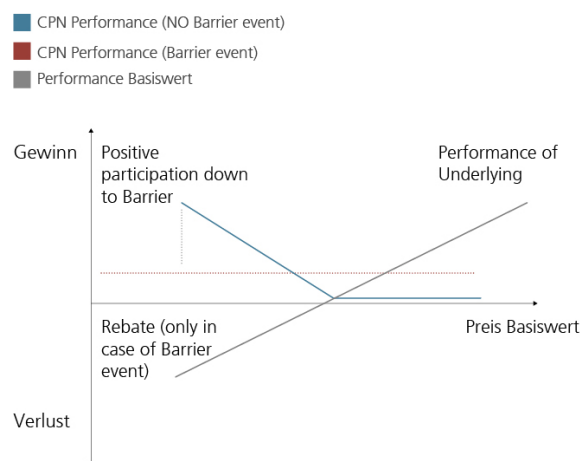 CPN Performance (NO Barrier event)
CPN Performance (Barrier event)
Performance Basiswert
Gewinn
Positive
participation down
to Barrier
Performance of
Underlying
Rebate (only in
case of Barrier
event)
Preis Basiswert
Verlust